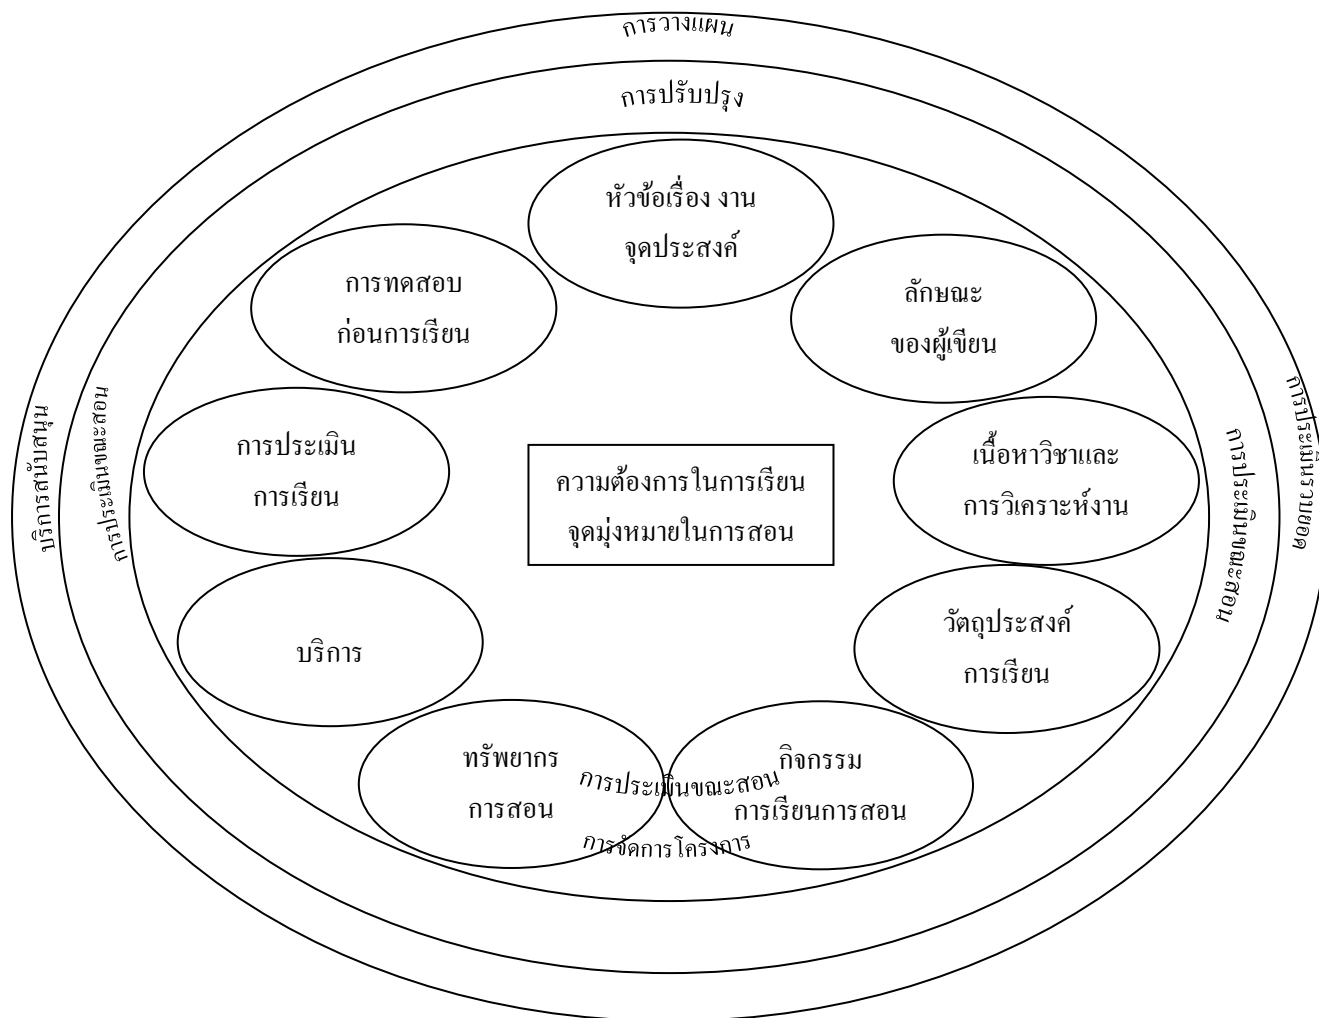 การวางแผน
การปรับปรุง
หัวข้อเรื่อง งาน
จุดประสงค์
การทดสอบ
ก่อนการเรียน
ลักษณะ
ของผู้เขียน
บริการสนับสนุน
การประเมินขณะสอน
การประเมิน
การเรียน
ความต้องการในการเรียน
จุดมุ่งหมายในการสอน
เนื้อหาวิชาและ
การวิเคราะห์งาน
การประเมินขณะสอน
การประเมินรวบยอด
บริการ
วัตถุประสงค์
การเรียน
ทรัพยากร
การสอน
การประเมินขณะสอน
กิจกรรม
การเรียนการสอน
การจัดการโครงการ